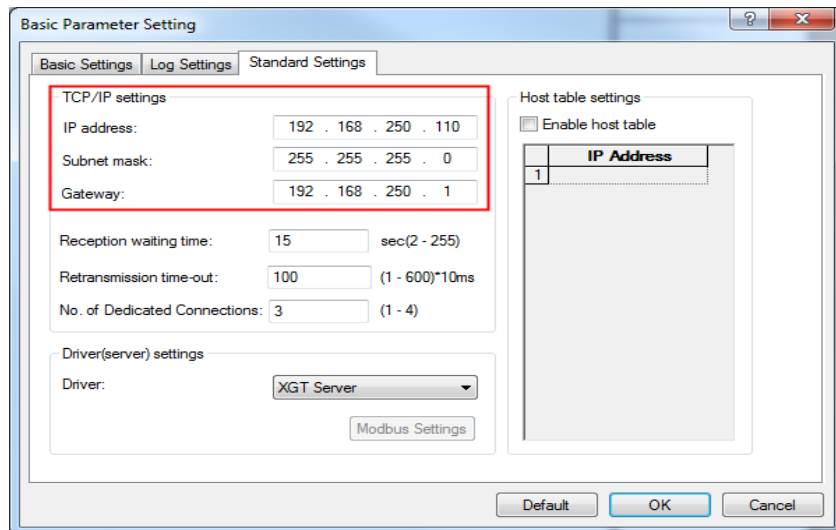 Basic Parameter Setting
Basic Settings Log Settings Standard Settings
TCP/IP settings
IP address: 192 . 168 . 250 . 110
Subnet mask: 255 . 255 . 255 . 0
Gateway: 192 . 168 . 250 . 1
Reception waiting time: 15 sec(2 - 255)
Retransmission time-out: 100 (1 - 600)*10ms
No. of Dedicated Connections: 3 (1 - 4)
Driver(server) settings
Driver: XGT Server
Modbus Settings
Host table settings
Enable host table
IP Address
1
Default OK Cancel